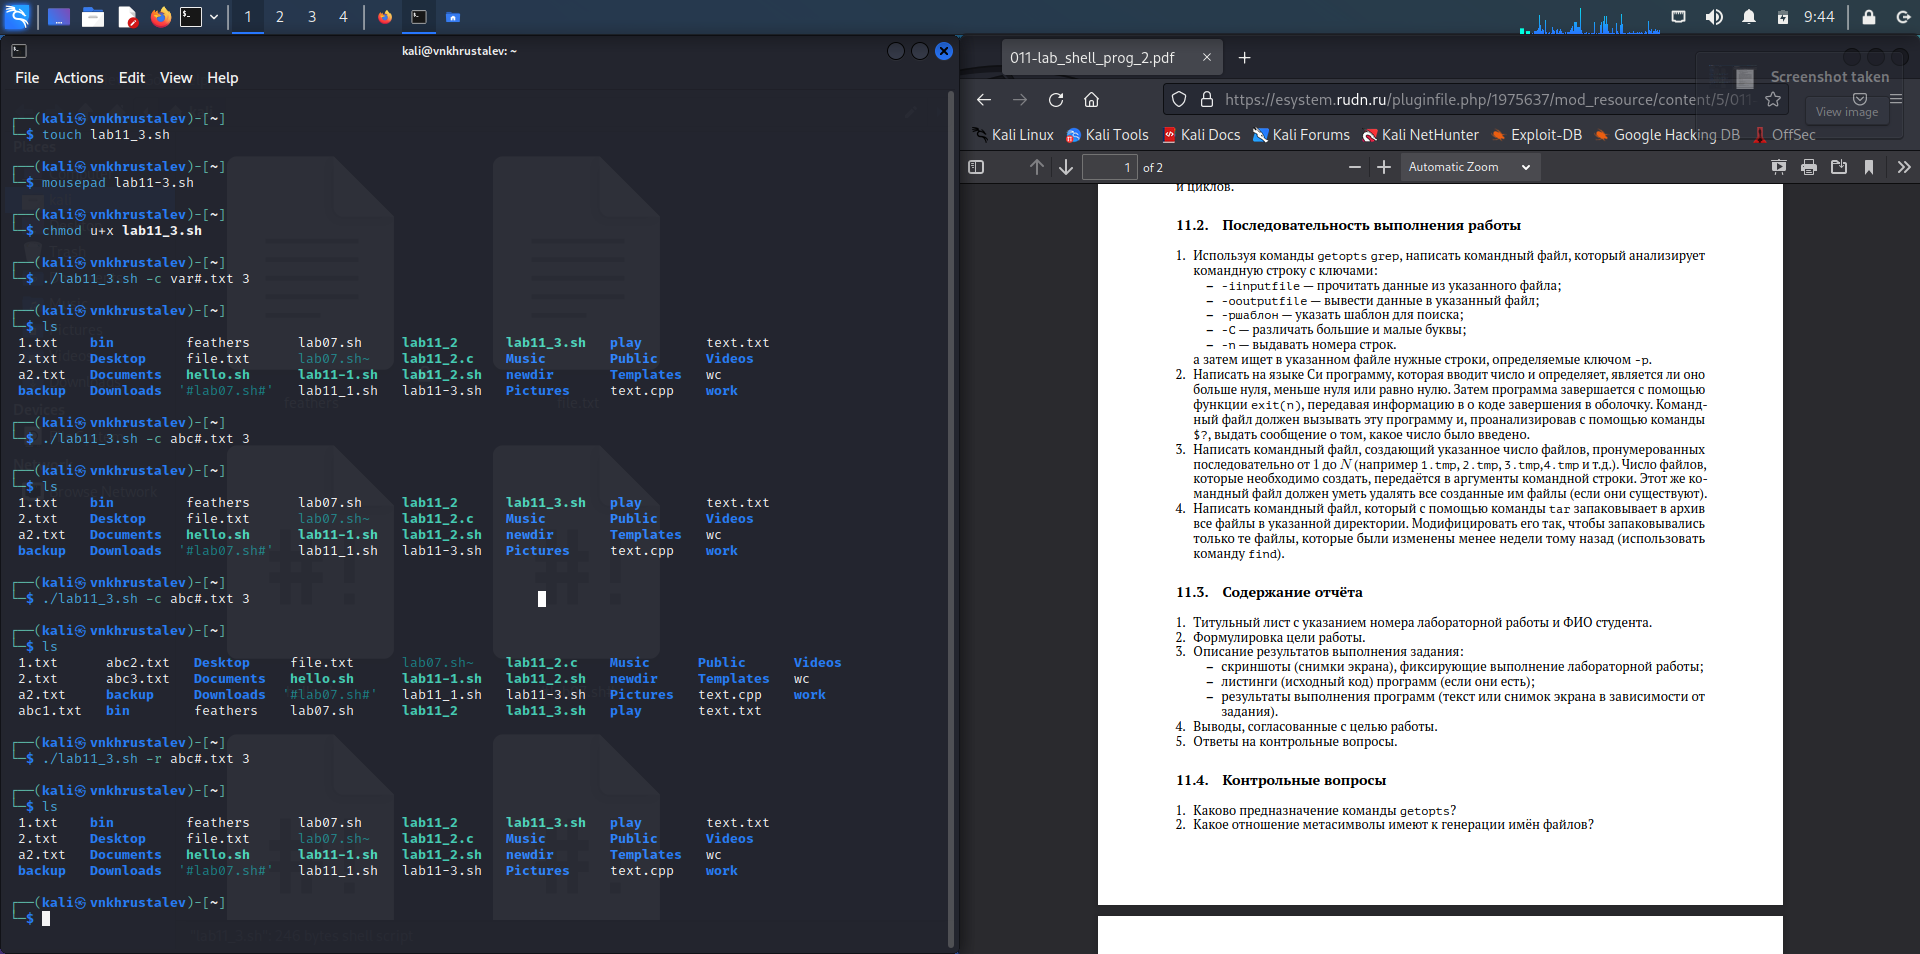 1 2 3 4
9:44
kali@vnkhrustalev: ~
File Actions Edit View Help
┌──(kali㉿vnkhrustalev)-[~]
└─$ touch lab11_3.sh
┌──(kali㉿vnkhrustalev)-[~]
└─$ mousepad lab11-3.sh
┌──(kali㉿vnkhrustalev)-[~]
└─$ chmod u+x lab11_3.sh
┌──(kali㉿vnkhrustalev)-[~]
└─$ ./lab11_3.sh -c var#.txt 3
┌──(kali㉿vnkhrustalev)-[~]
└─$ ls
1.txt bin feathers lab07.sh lab11_2 lab11_3.sh play text.txt
2.txt Desktop file.txt lab07.sh~ lab11_2.c Music Public Videos
a2.txt Documents hello.sh lab11-1.sh lab11_2.sh newdir Templates wc
backup Downloads '#lab07.sh#' lab11_1.sh lab11-3.sh Pictures text.cpp work
┌──(kali㉿vnkhrustalev)-[~]
└─$ ./lab11_3.sh -c abc#.txt 3
┌──(kali㉿vnkhrustalev)-[~]
└─$ ls
1.txt bin feathers lab07.sh lab11_2 lab11_3.sh play text.txt
2.txt Desktop file.txt lab07.sh~ lab11_2.c Music Public Videos
a2.txt Documents hello.sh lab11-1.sh lab11_2.sh newdir Templates wc
backup Downloads '#lab07.sh#' lab11_1.sh lab11-3.sh Pictures text.cpp work
┌──(kali㉿vnkhrustalev)-[~]
└─$ ./lab11_3.sh -c abc#.txt 3
┌──(kali㉿vnkhrustalev)-[~]
└─$ ls
1.txt abc2.txt Desktop file.txt lab07.sh~ lab11_2.c Music Public Videos
2.txt abc3.txt Documents hello.sh lab11-1.sh lab11_2.sh newdir Templates wc
a2.txt backup Downloads '#lab07.sh#' lab11_1.sh lab11-3.sh Pictures text.cpp work
abc1.txt bin feathers lab07.sh lab11_2 lab11_3.sh play text.txt
┌──(kali㉿vnkhrustalev)-[~]
└─$ ./lab11_3.sh -r abc#.txt 3
┌──(kali㉿vnkhrustalev)-[~]
└─$ ls
1.txt bin feathers lab07.sh lab11_2 lab11_3.sh play text.txt
2.txt Desktop file.txt lab07.sh~ lab11_2.c Music Public Videos
a2.txt Documents hello.sh lab11-1.sh lab11_2.sh newdir Templates wc
backup Downloads '#lab07.sh#' lab11_1.sh lab11-3.sh Pictures text.cpp work
┌──(kali㉿vnkhrustalev)-[~]
└─$
011-lab_shell_prog_2.pdf
Screenshot taken
View image
https://esystem.rudn.ru/pluginfile.php/1975637/mod_resource/content/5/011
Kali Linux Kali Tools Kali Docs Kali Forums Kali NetHunter Exploit-DB Google Hacking DB OffSec
1 of 2 Automatic Zoom
и циклов.
11.2. Последовательность выполнения работы
1. Используя команды getopts grep, написать командный файл, который анализирует
командную строку с ключами:
– -iinputfile — прочитать данные из указанного файла;
– -ooutputfile — вывести данные в указанный файл;
– -pшаблон — указать шаблон для поиска;
– -C — различать большие и малые буквы;
– -n — выдавать номера строк.
а затем ищет в указанном файле нужные строки, определяемые ключом -p.
2. Написать на языке Си программу, которая вводит число и определяет, является ли оно
больше нуля, меньше нуля или равно нулю. Затем программа завершается с помощью
функции exit(n), передавая информацию в о коде завершения в оболочку. Команд-
ный файл должен вызывать эту программу и, проанализировав с помощью команды
$?, выдать сообщение о том, какое число было введено.
3. Написать командный файл, создающий указанное число файлов, пронумерованных
последовательно от 1 до N (например 1.tmp, 2.tmp, 3.tmp,4.tmp и т.д.). Число файлов,
которые необходимо создать, передаётся в аргументы командной строки. Этот же ко-
мандный файл должен уметь удалять все созданные им файлы (если они существуют).
4. Написать командный файл, который с помощью команды tar запаковывает в архив
все файлы в указанной директории. Модифицировать его так, чтобы запаковывались
только те файлы, которые были изменены менее недели тому назад (использовать
команду find).
11.3. Содержание отчёта
1. Титульный лист с указанием номера лабораторной работы и ФИО студента.
2. Формулировка цели работы.
3. Описание результатов выполнения задания:
– скриншоты (снимки экрана), фиксирующие выполнение лабораторной работы;
– листинги (исходный код) программ (если они есть);
– результаты выполнения программ (текст или снимок экрана в зависимости от
задания).
4. Выводы, согласованные с целью работы.
5. Ответы на контрольные вопросы.
11.4. Контрольные вопросы
1. Каково предназначение команды getopts?
2. Какое отношение метасимволы имеют к генерации имён файлов?